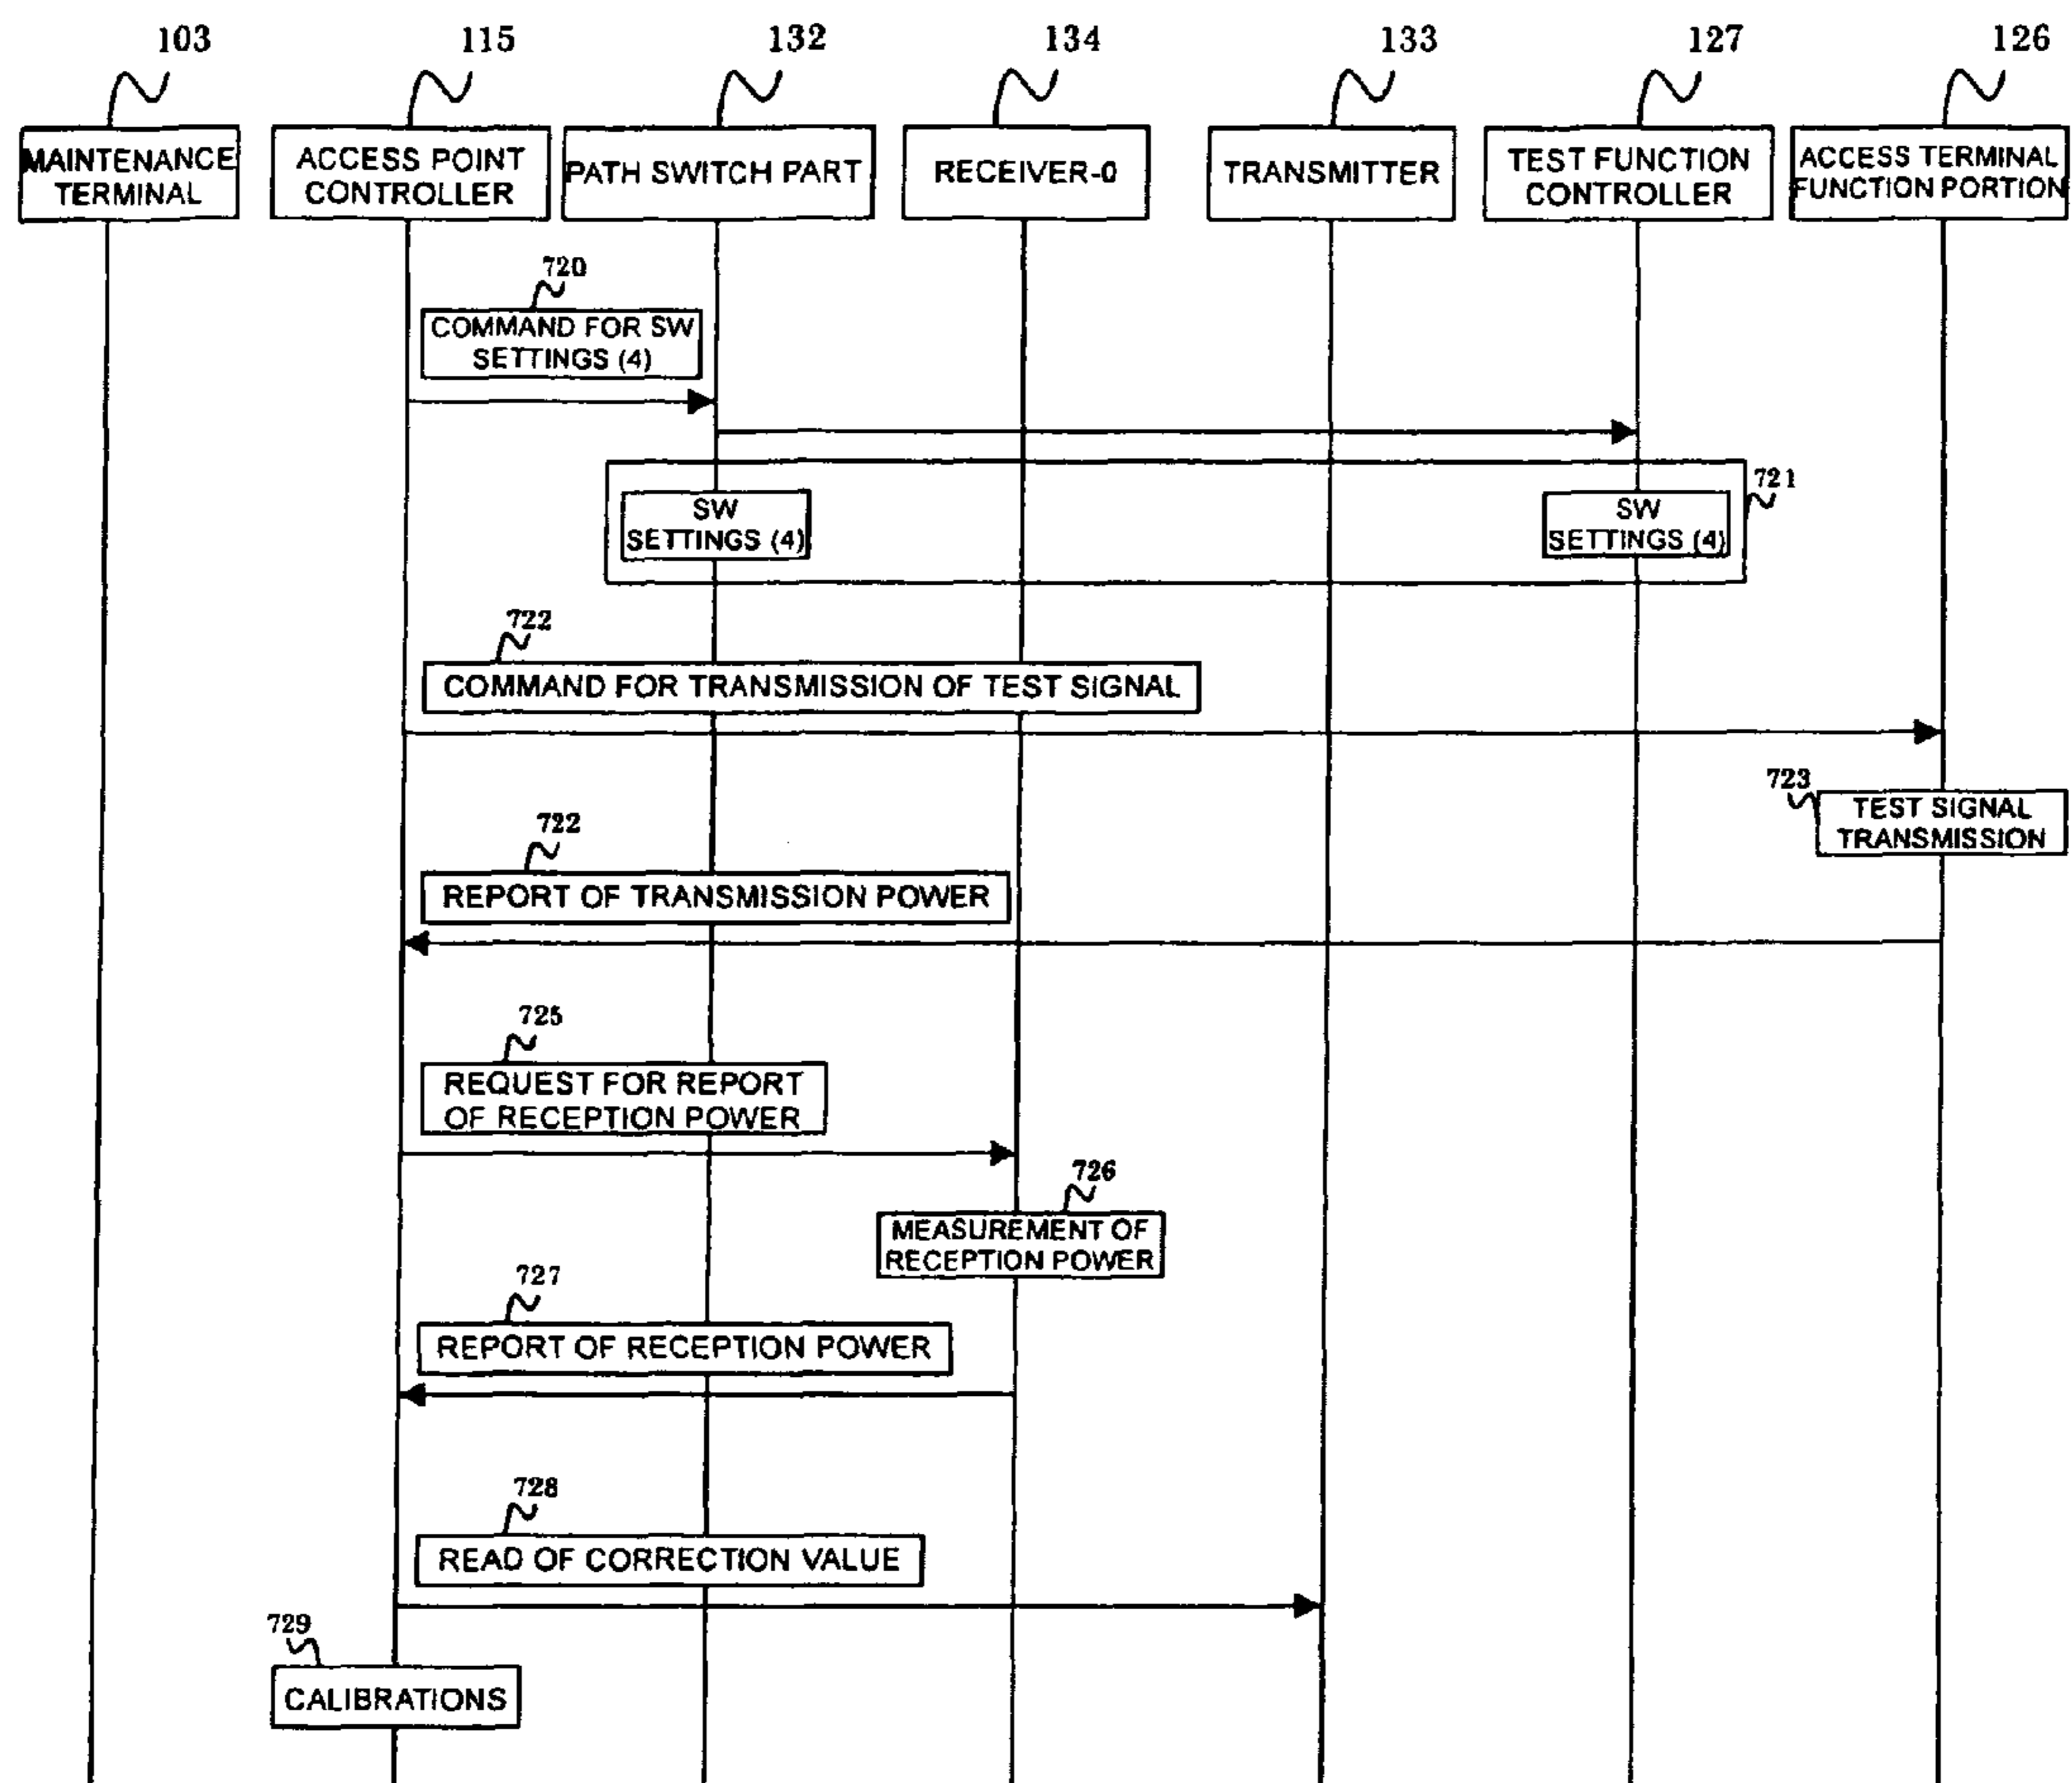 103
115
132
134
133
127
126
MAINTENANCE
TERMINAL
ACCESS POINT
CONTROLLER
PATH SWITCH PART
RECEIVER-0
TRANSMITTER
TEST FUNCTION
CONTROLLER
ACCESS TERMINAL
FUNCTION PORTION
720
COMMAND FOR SW
SETTINGS (4)
721
SW
SETTINGS (4)
SW
SETTINGS (4)
722
COMMAND FOR TRANSMISSION OF TEST SIGNAL
723
TEST SIGNAL
TRANSMISSION
722
REPORT OF TRANSMISSION POWER
725
REQUEST FOR REPORT
OF RECEPTION POWER
726
MEASUREMENT OF
RECEPTION POWER
727
REPORT OF RECEPTION POWER
728
READ OF CORRECTION VALUE
729
CALIBRATIONS